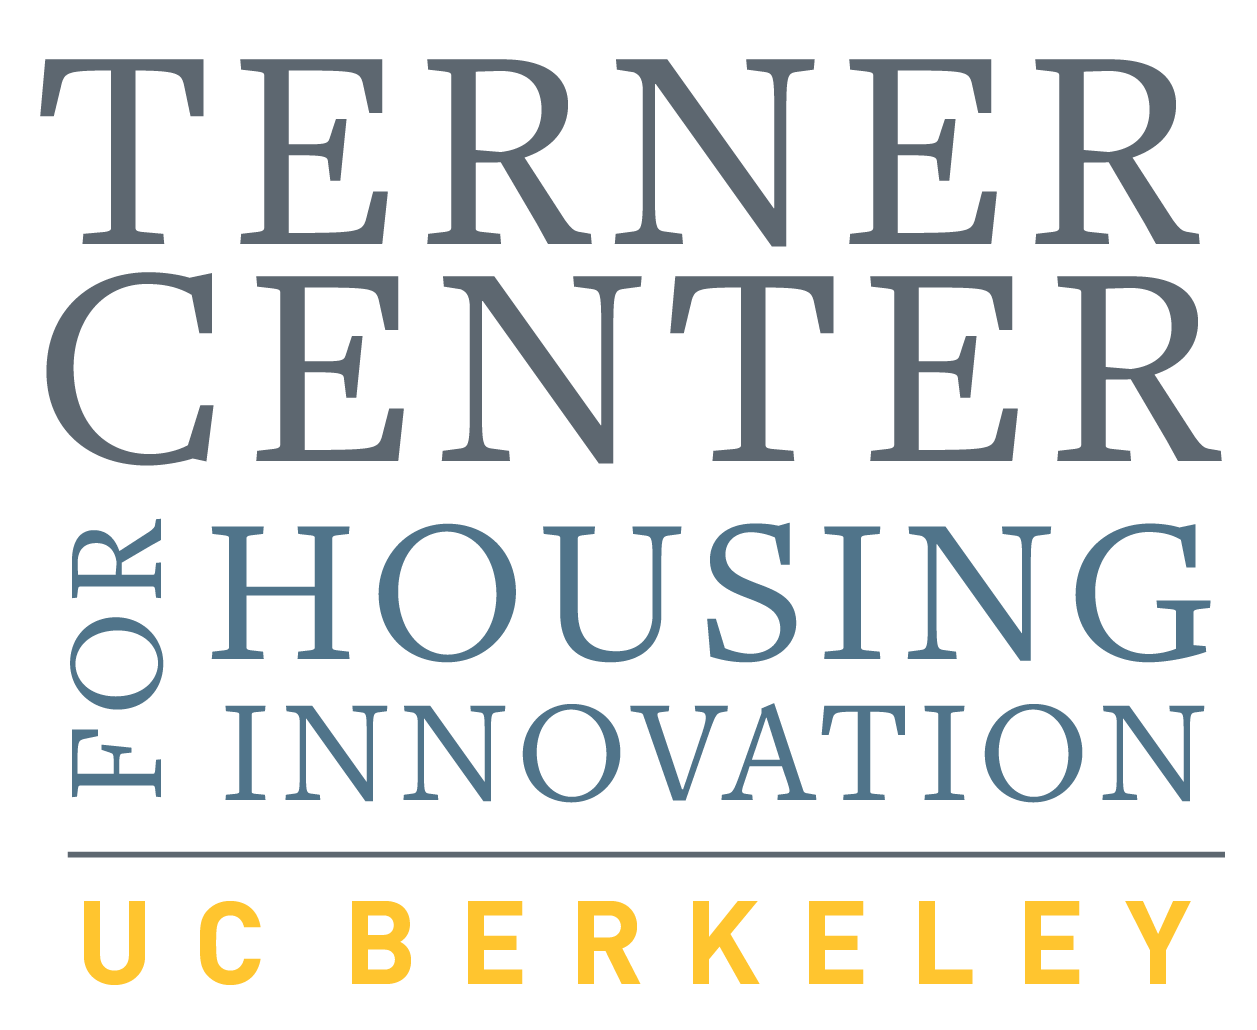 TERNER
CENTER
FOR
HOUSING
INNOVATION
UC BERKELEY